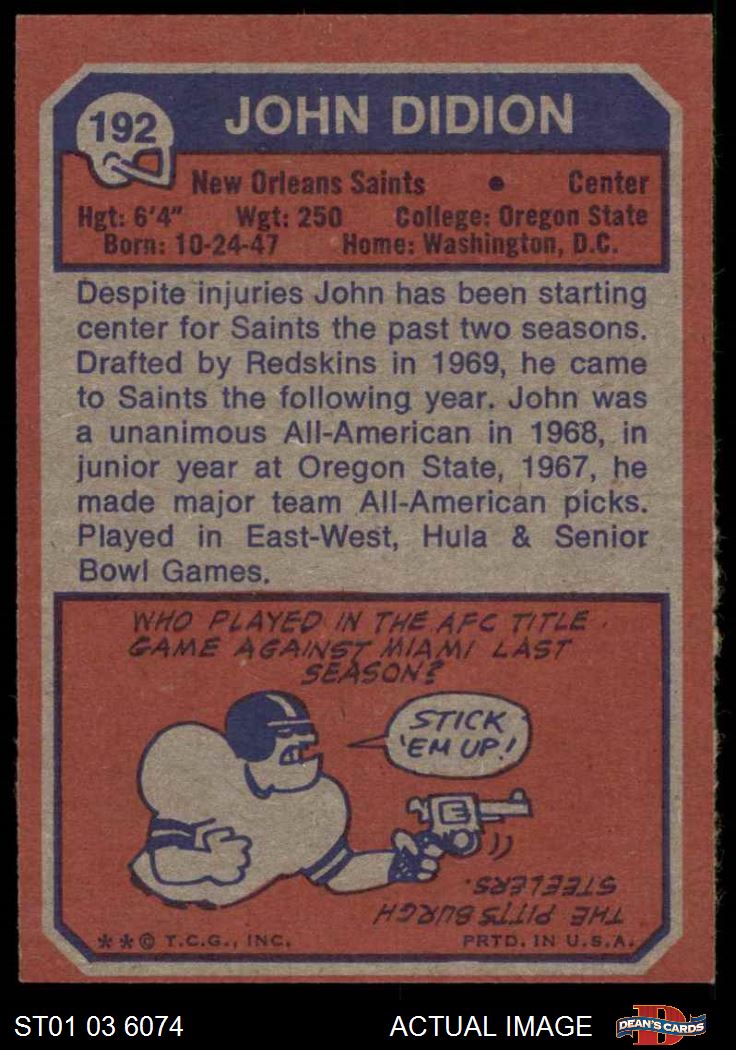 192
JOHN DIDION
New Orleans Saints • Center
Hgt: 6'4" Wgt: 250 College: Oregon State
Born: 10-24-47 Home: Washington, D.C.
Despite injuries John has been starting
center for Saints the past two seasons.
Drafted by Redskins in 1969, he came
to Saints the following year. John was
a unanimous All-American in 1968, in
junior year at Oregon State, 1967, he
made major team All-American picks.
Played in East-West, Hula & Senior
Bowl Games.
WHO PLAYED IN THE AFC TITLE
GAME AGAINST MIAMI LAST
SEASON?
STICK
'EM UP!
THE PITTSBURGH
STEELERS.
**© T.C.G., INC. PRTD. IN U.S.A.
ST01 03 6074 ACTUAL IMAGE
D
DEAN'S CARDS